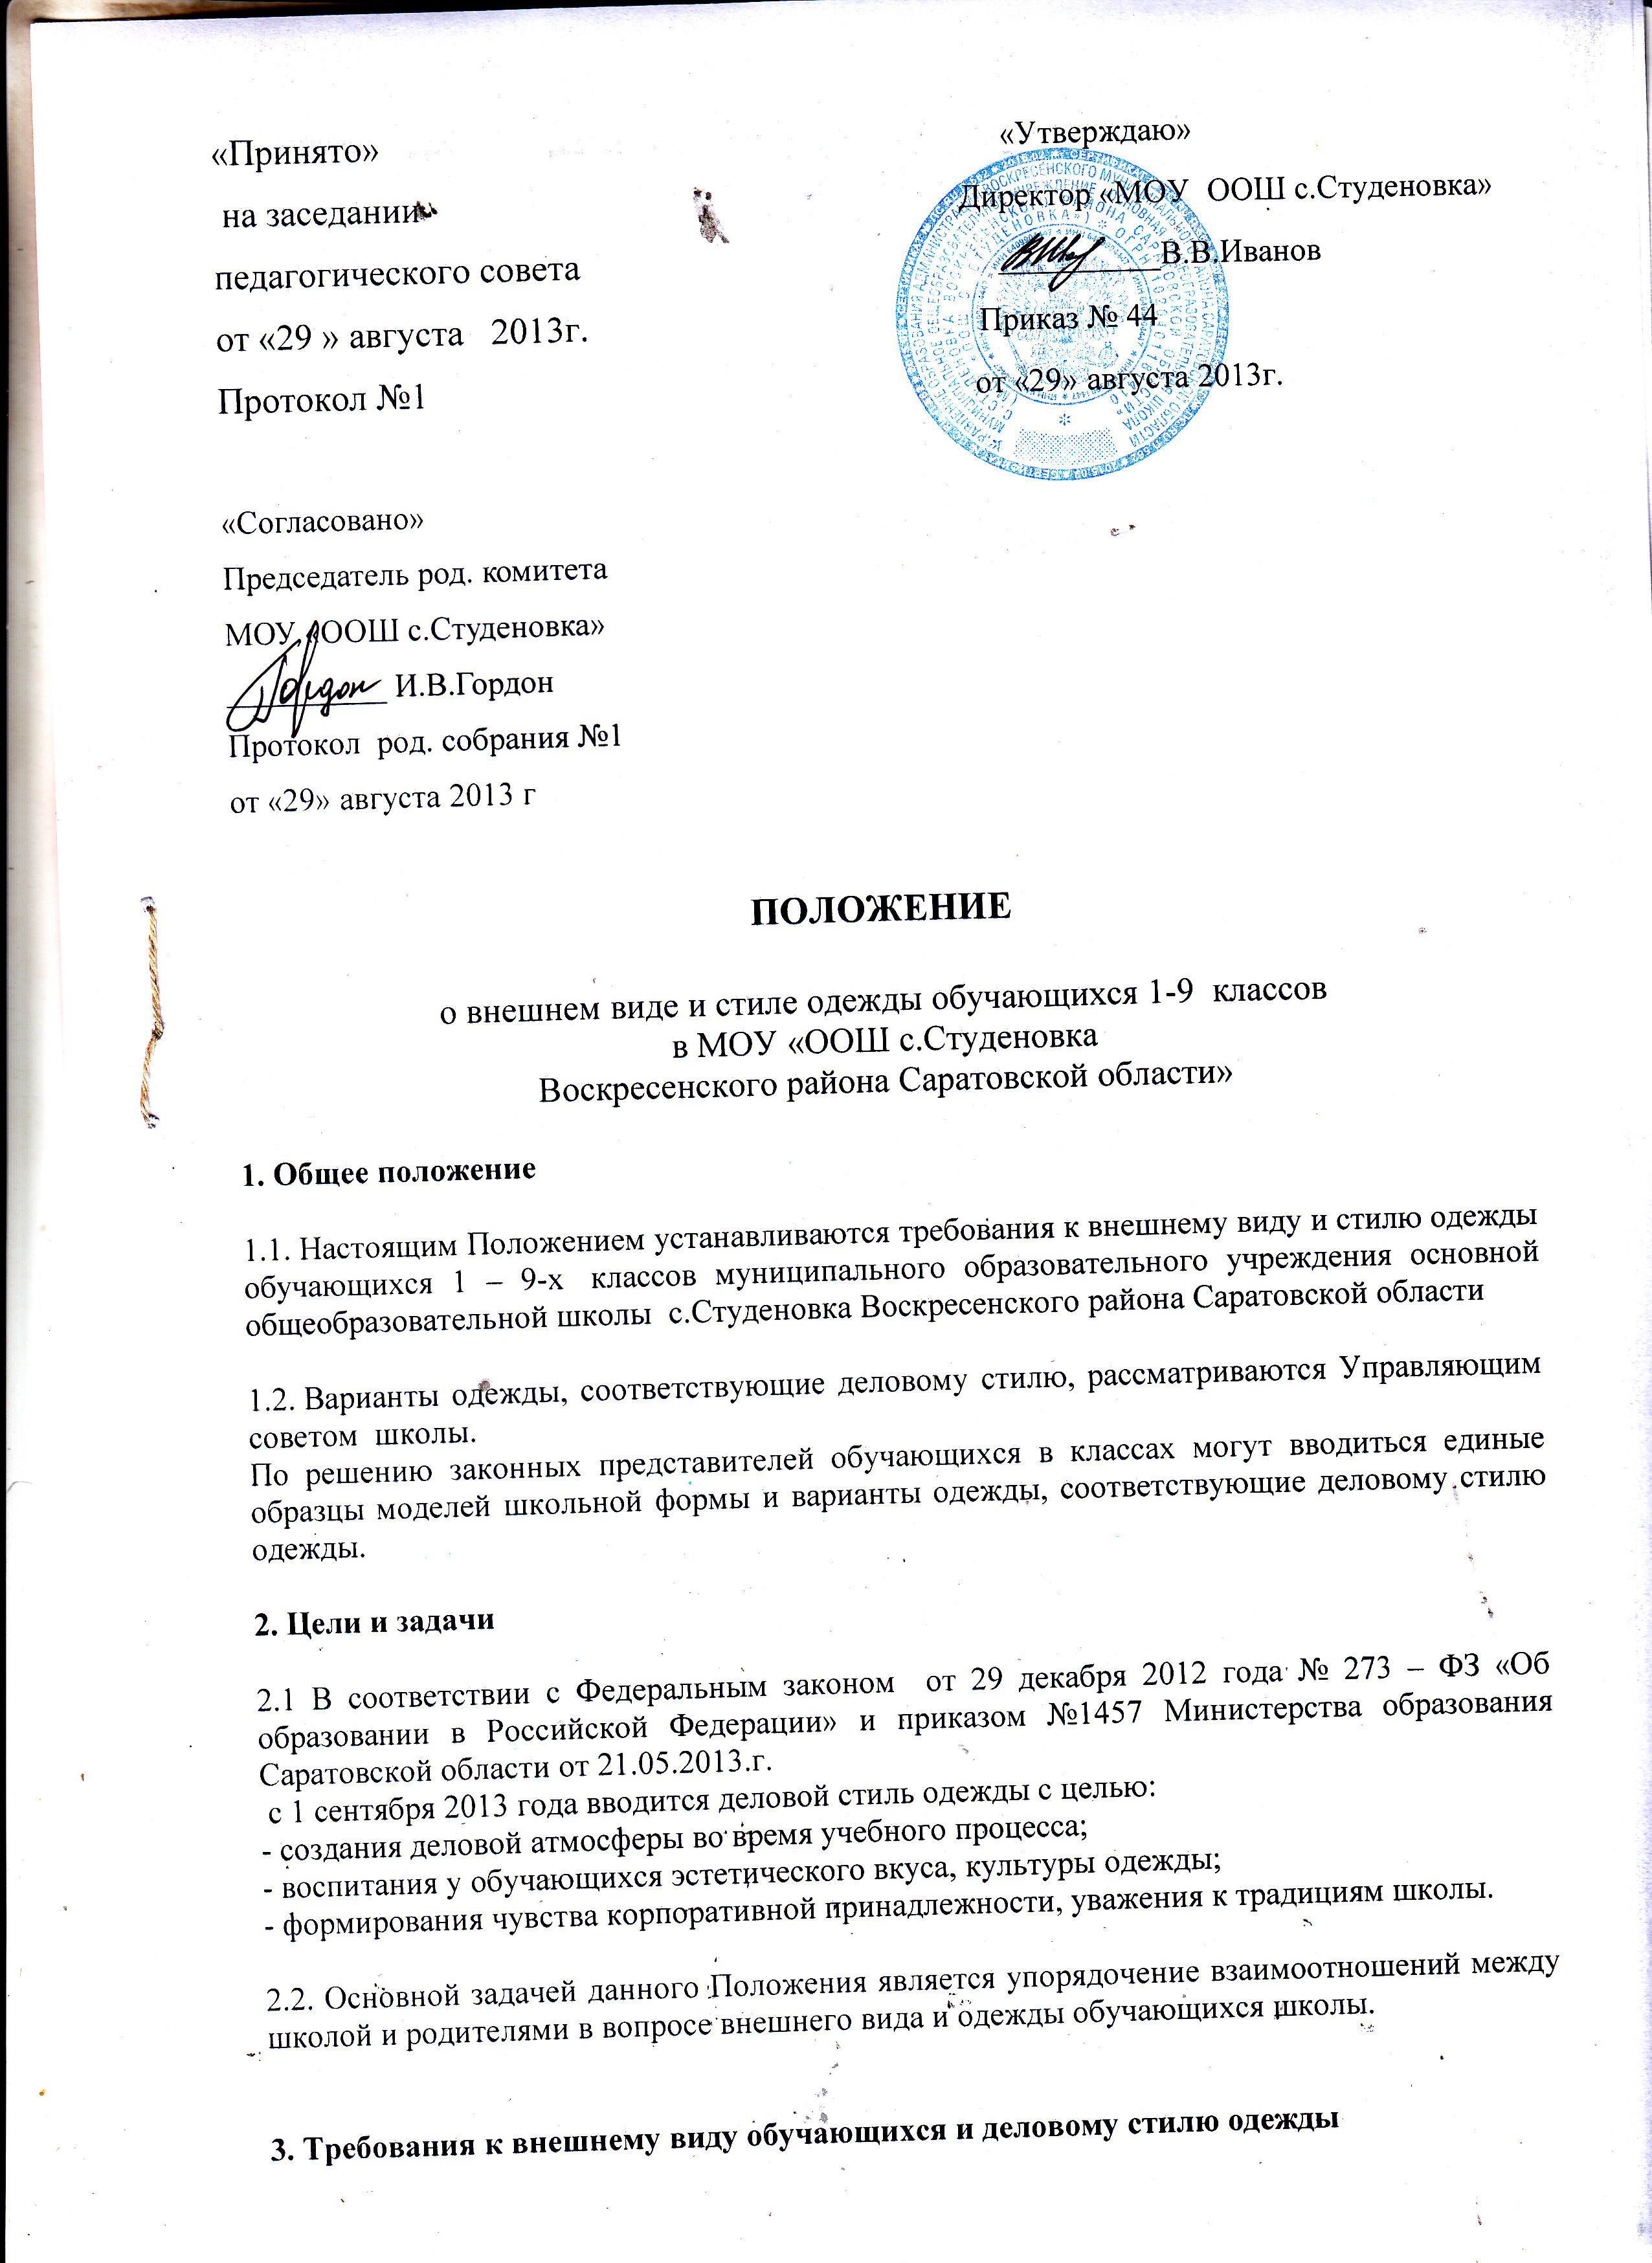 «Принято»
на заседании
педагогического совета
от «29 » августа 2013г.
Протокол №1
«Утверждаю»
Директор «МОУ ООШ с.Студеновка»
В.В.Иванов
Приказ № 44
от «29» августа 2013г.
«Согласовано»
Председатель род. комитета
МОУ «ООШ с.Студеновка»
Гордон И.В.Гордон
Протокол род. собрания №1
от «29» августа 2013 г
ПОЛОЖЕНИЕ
о внешнем виде и стиле одежды обучающихся 1-9 классов
в МОУ «ООШ с.Студеновка
Воскресенского района Саратовской области»
1. Общее положение
1.1. Настоящим Положением устанавливаются требования к внешнему виду и стилю одежды
обучающихся 1 – 9-х классов муниципального образовательного учреждения основной
общеобразовательной школы с.Студеновка Воскресенского района Саратовской области
1.2. Варианты одежды, соответствующие деловому стилю, рассматриваются Управляющим
советом школы.
По решению законных представителей обучающихся в классах могут вводиться единые
образцы моделей школьной формы и варианты одежды, соответствующие деловому стилю
одежды.
2. Цели и задачи
2.1 В соответствии с Федеральным законом от 29 декабря 2012 года № 273 – ФЗ «Об
образовании в Российской Федерации» и приказом №1457 Министерства образования
Саратовской области от 21.05.2013.г.
с 1 сентября 2013 года вводится деловой стиль одежды с целью:
- создания деловой атмосферы во время учебного процесса;
- воспитания у обучающихся эстетического вкуса, культуры одежды;
- формирования чувства корпоративной принадлежности, уважения к традициям школы.
2.2. Основной задачей данного Положения является упорядочение взаимоотношений между
школой и родителями в вопросе внешнего вида и одежды обучающихся школы.
3. Требования к внешнему виду обучающихся и деловому стилю одежды